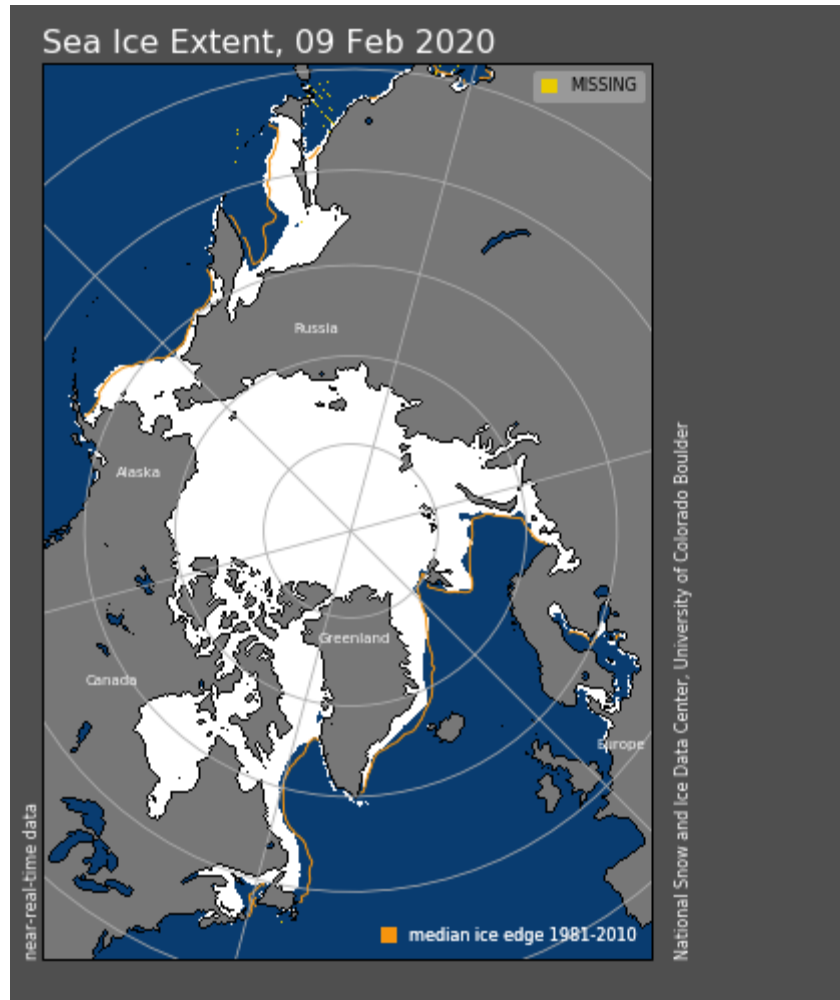 Sea Ice Extent, 09 Feb 2020
MISSING
Russia
Alaska
Greenland
Canada
Europe
near-real-time data
National Snow and Ice Data Center, University of Colorado Boulder
median ice edge 1981-2010